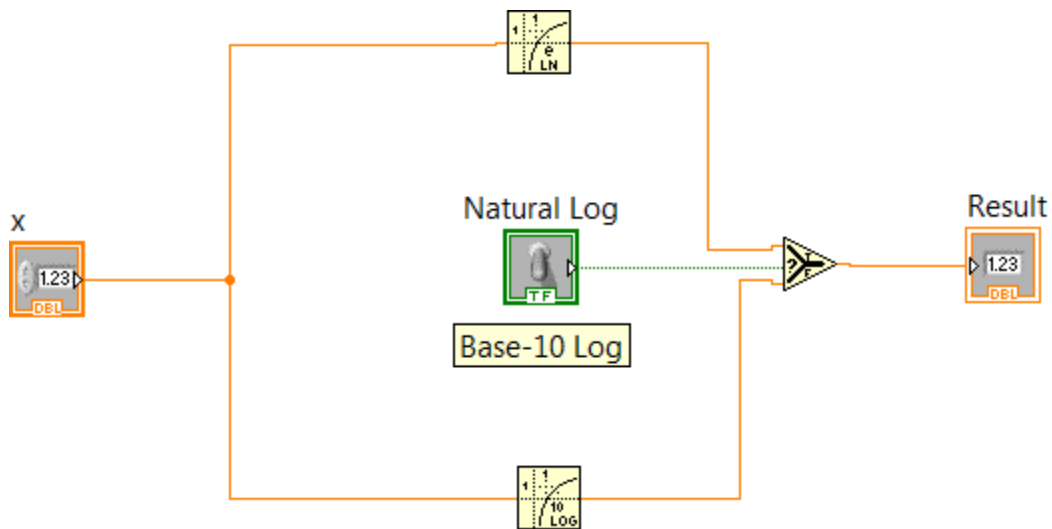 1 1
e
LN
x
1.23
DBL
Natural Log
TF
Base-10 Log
? T
F
Result
1.23
DBL
1 1
10
LOG